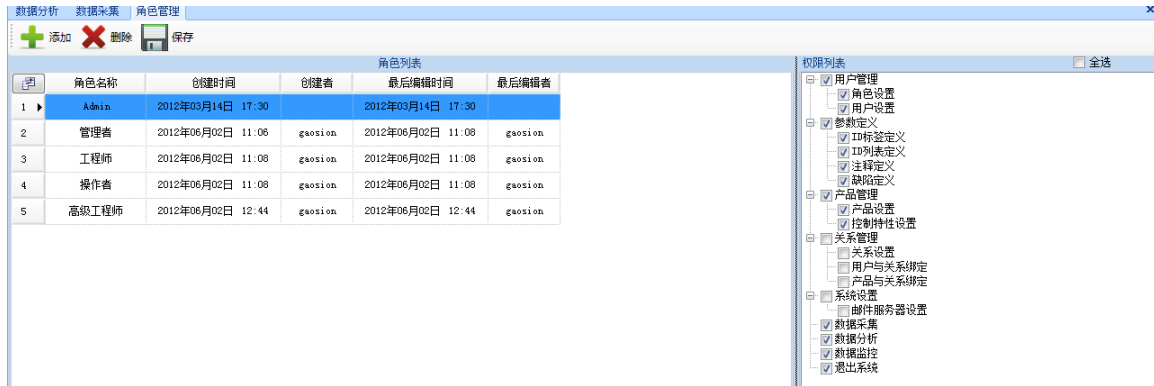 数据分析 数据采集 角色管理
添加 删除 保存
角色列表
角色名称 创建时间 创建者 最后编辑时间 最后编辑者
1 Admin 2012年03月14日 17:30 2012年03月14日 17:30
2 管理者 2012年06月02日 11:06 gaosion 2012年06月02日 11:08 gaosion
3 工程师 2012年06月02日 11:08 gaosion 2012年06月02日 11:08 gaosion
4 操作者 2012年06月02日 11:08 gaosion 2012年06月02日 11:08 gaosion
5 高级工程师 2012年06月02日 12:44 gaosion 2012年06月02日 12:44 gaosion
权限列表 全选
用户管理
角色设置
用户设置
参数定义
ID标签定义
ID列表定义
注释定义
缺陷定义
产品管理
产品设置
控制特性设置
关系管理
关系设置
用户与关系绑定
产品与关系绑定
系统设置
邮件服务器设置
数据采集
数据分析
数据监控
退出系统